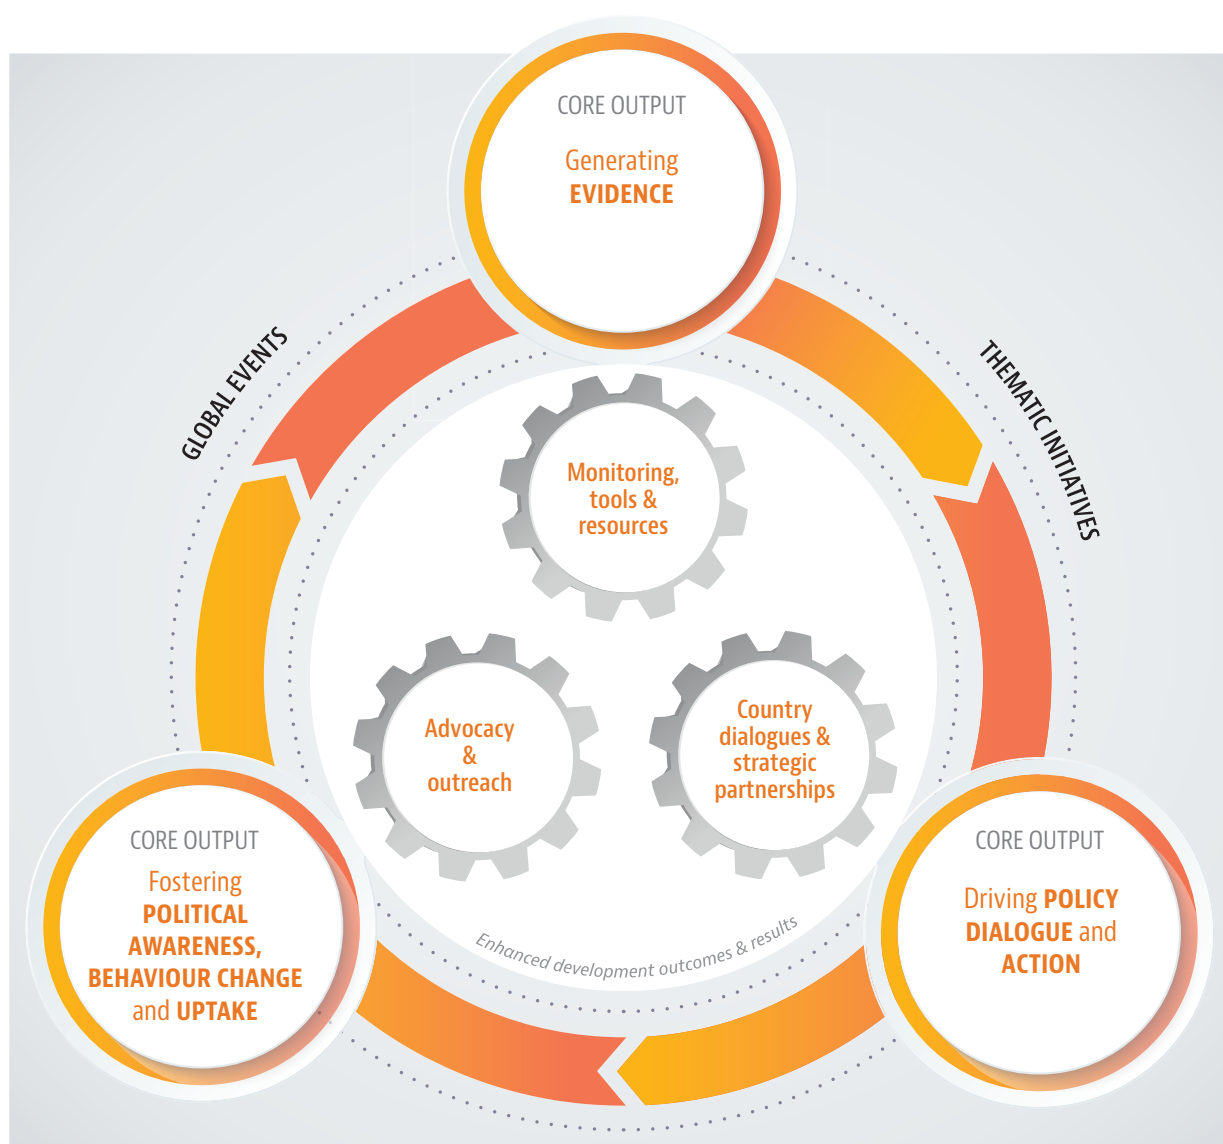 CORE OUTPUT
Generating
EVIDENCE
GLOBAL EVENTS
THEMATIC INITIATIVES
Monitoring,
tools &
resources
Advocacy
&
outreach
Country
dialogues &
strategic
partnerships
CORE OUTPUT
Fostering
POLITICAL
AWARENESS,
BEHAVIOUR CHANGE
and UPTAKE
CORE OUTPUT
Driving POLICY
DIALOGUE and
ACTION
Enhanced development outcomes & results